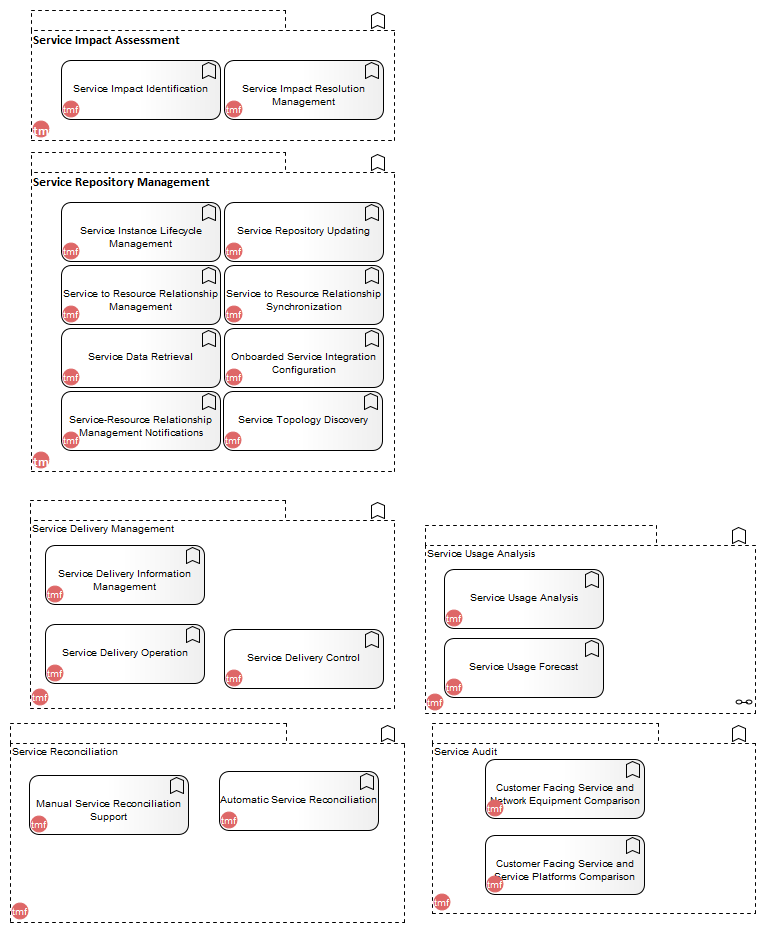 Service Impact Assessment
Service Impact Identification
tmf
Service Impact Resolution
Management
tmf
tm
Service Repository Management
Service Instance Lifecycle
Management
tmf
Service Repository Updating
tmf
Service to Resource Relationship
Management
tmf
Service to Resource Relationship
Synchronization
tmf
Service Data Retrieval
tmf
Onboarded Service Integration
Configuration
tmf
Service-Resource Relationship
Management Notifications
tmf
Service Topology Discovery
tmf
tm
Service Delivery Management
Service Delivery Information
Management
tmf
Service Delivery Operation
tmf
Service Delivery Control
tmf
tmf
Service Usage Analysis
Service Usage Analysis
tmf
Service Usage Forecast
tmf
tmf
Service Reconciliation
Manual Service Reconciliation
Support
tmf
Automatic Service Reconciliation
tmf
tmf
Service Audit
Customer Facing Service and
Network Equipment Comparison
tmf
Customer Facing Service and
Service Platforms Comparison
tmf
tmf